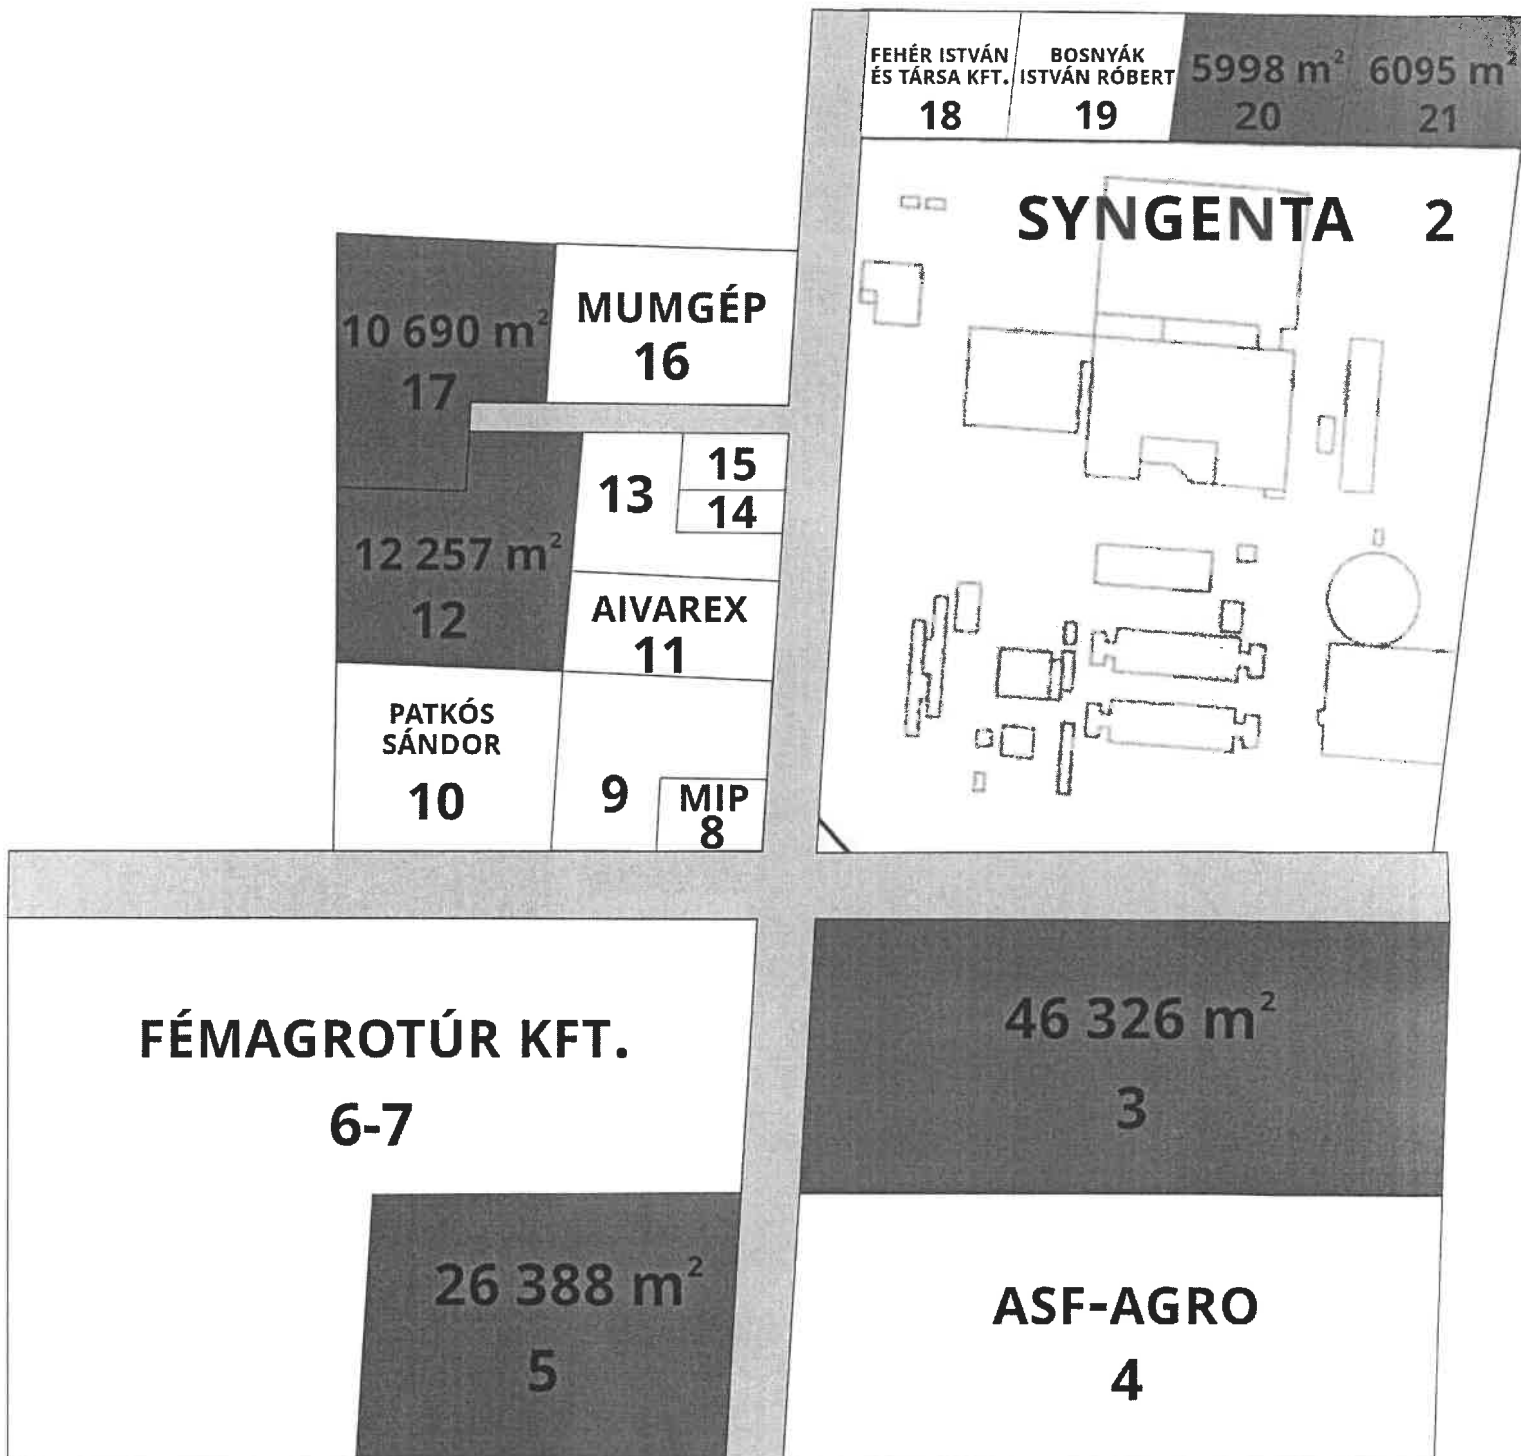 FEHÉR ISTVÁN
ÉS TÁRSA KFT.
18
BOSNYÁK
ISTVÁN RÓBERT
19
5998 m²
20
6095 m²
21
SYNGENTA 2
10 690 m²
17
MUMGÉP
16
15
14
13
12 257 m²
12
AIVAREX
11
PATKÓS
SÁNDOR
10
9
MIP
8
FÉMAGROTÚR KFT.
6-7
46 326 m²
3
26 388 m²
5
ASF-AGRO
4